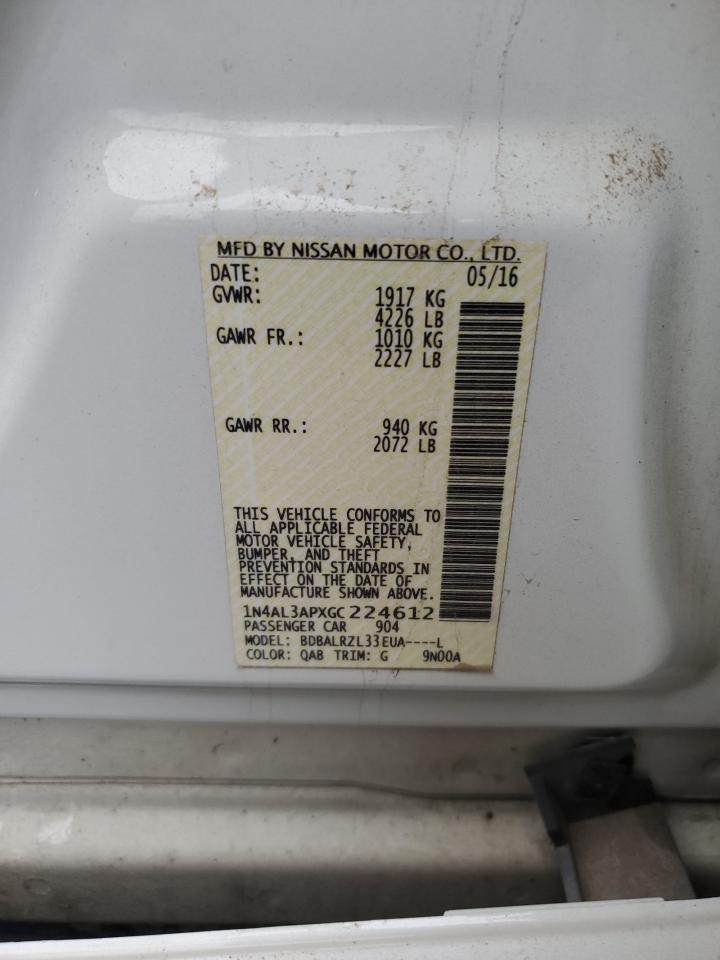 MFD BY NISSAN MOTOR CO., LTD.
DATE: 05/16
GVWR: 1917 KG
4226 LB
GAWR FR.: 1010 KG
2227 LB
GAWR RR.: 940 KG
2072 LB
THIS VEHICLE CONFORMS TO
ALL APPLICABLE FEDERAL
MOTOR VEHICLE SAFETY,
BUMPER, AND THEFT
PREVENTION STANDARDS IN
EFFECT ON THE DATE OF
MANUFACTURE SHOWN ABOVE.
1N4AL3APXGC224612
PASSENGER CAR 904
MODEL: BDBALRZL33EUA----L
COLOR: QAB TRIM: G 9N00A